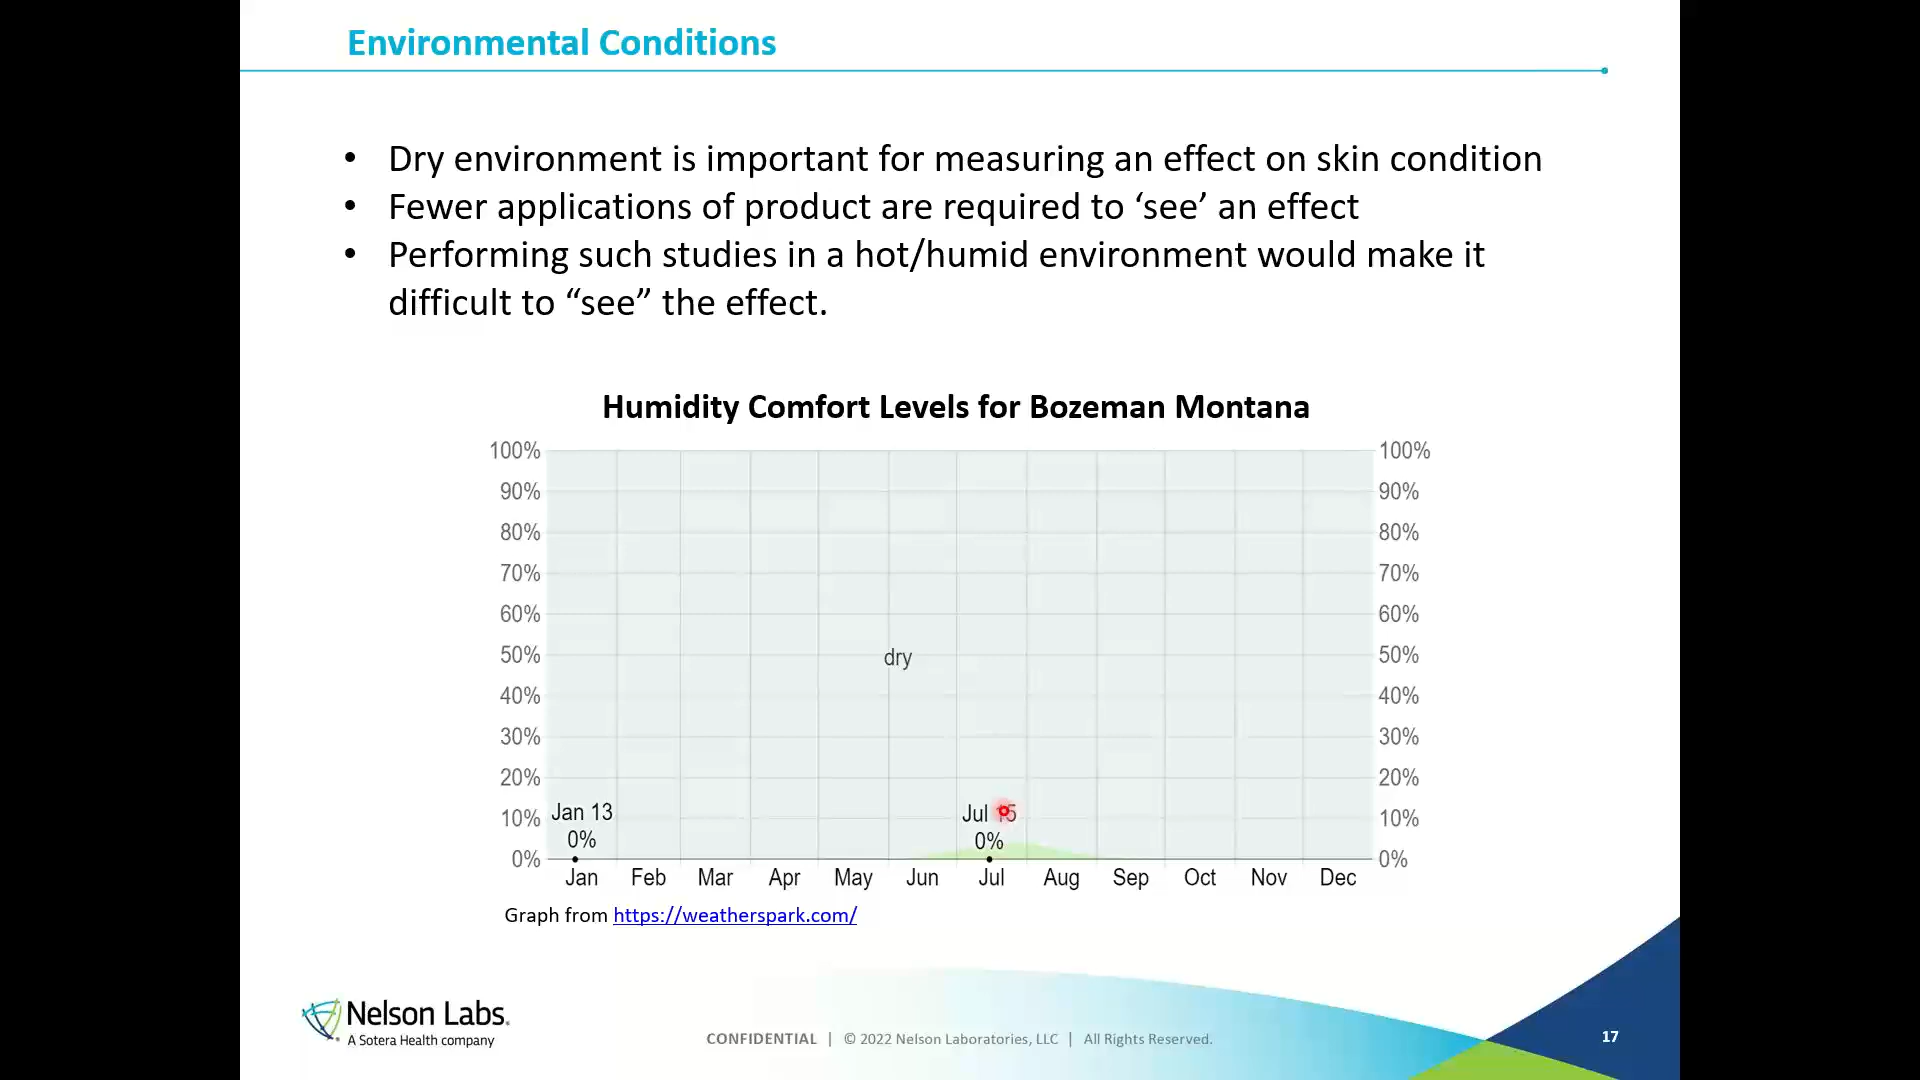 Environmental Conditions
• Dry environment is important for measuring an effect on skin condition
• Fewer applications of product are required to ‘see’ an effect
• Performing such studies in a hot/humid environment would make it
difficult to “see” the effect.
Humidity Comfort Levels for Bozeman Montana
100% 100%
90% 90%
80% 80%
70% 70%
60% 60%
50% dry 50%
40% 40%
30% 30%
20% 20%
10% Jan 13 Jul 15 10%
0% 0%
0% 0%
Jan Feb Mar Apr May Jun Jul Aug Sep Oct Nov Dec
Graph from https://weatherspark.com/
Nelson Labs.
A Sotera Health company
CONFIDENTIAL | © 2022 Nelson Laboratories, LLC | All Rights Reserved.
17